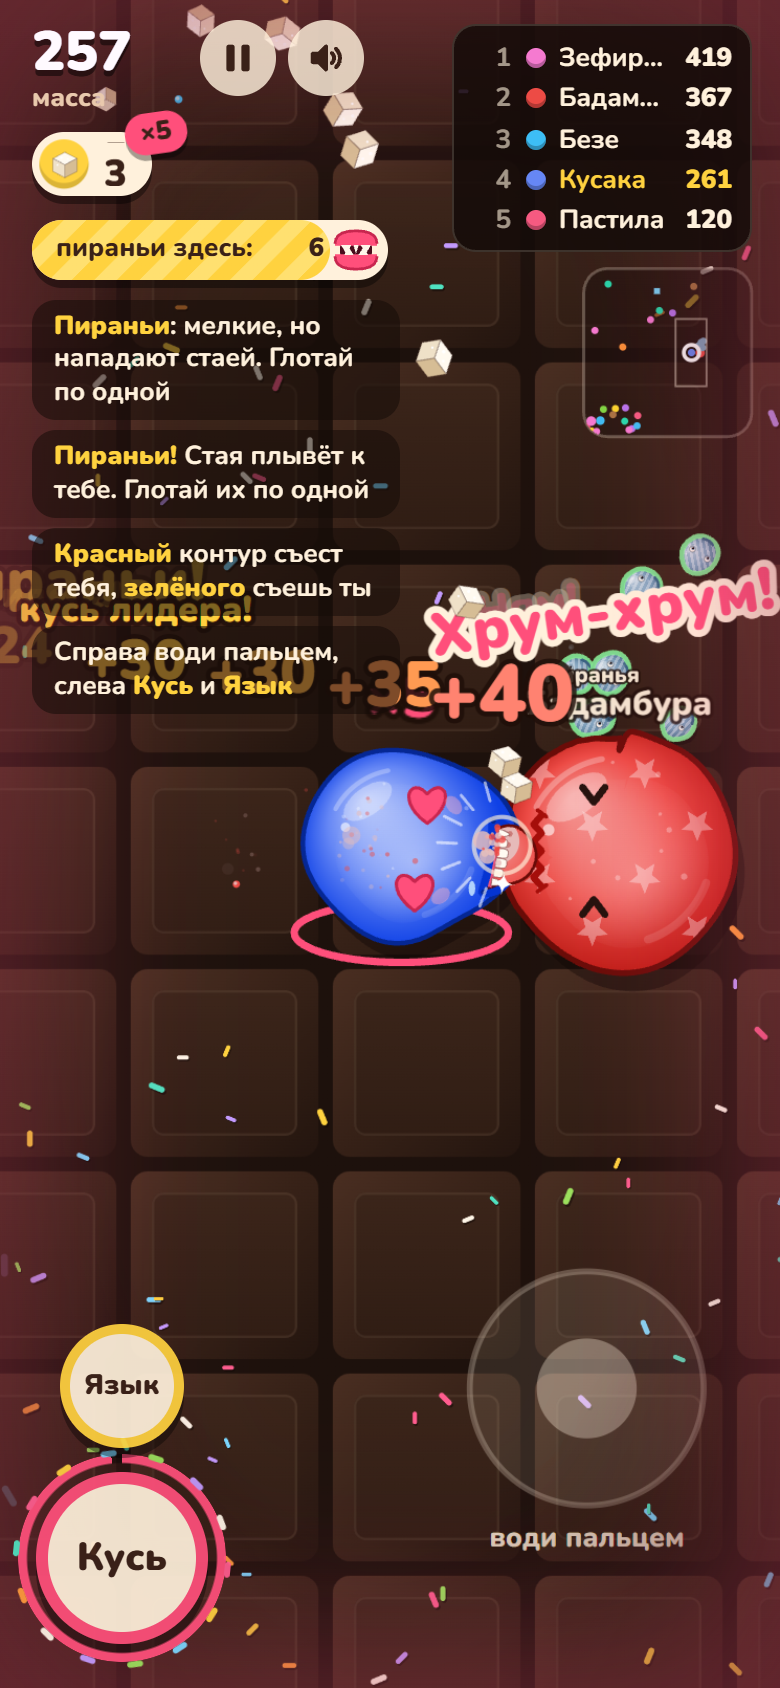 257
масса
×5
3
1 Зефир... 419
2 Бадам... 367
3 Безе 348
4 Кусака 261
5 Пастила 120
пираньи здесь: 6
Пираньи: мелкие, но
нападают стаей. Глотай
по одной
Пираньи! Стая плывёт к
тебе. Глотай их по одной
Красный контур съест
тебя, зелёного съешь ты
кусь лидера!
Справа води пальцем,
слева Кусь и Язык
Хрум-хрум!
+30
+30
+35
+40
ранья
дамбура
Язык
Кусь
води пальцем